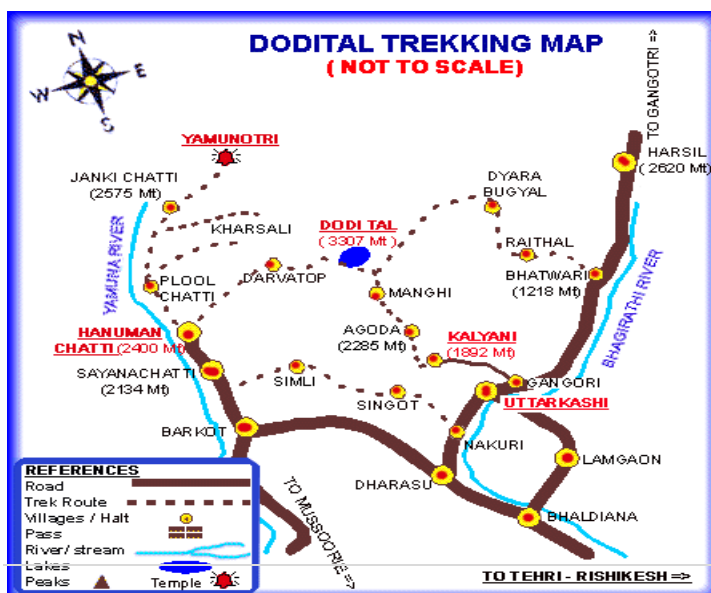 DODITAL TREKKING MAP
( NOT TO SCALE)
N
E
W
S
TO GANGOTRI =>
YAMUNOTRI
HARSIL
( 2620 Mt)
JANKI CHATTI
(2575 Mt)
DYARA
BUGYAL
KHARSALI
DODI TAL
( 3307 Mt )
RAITHAL
YAMUNA RIVER
DARVATOP
BHATWARI
(1218 Mt)
PLOOL
CHATTI
MANGHI
BHAGIRATHI RIVER
HANUMAN
CHATTI (2400 Mt)
AGODA
(2285 Mt)
KALYANI
(1892 Mt)
SAYANACHATTI
(2134 Mt)
SIMLI
GANGORI
SINGOT
UTTARKASHI
BARKOT
NAKURI
LAMGAON
DHARASU
BHALDIANA
TO MUSSOORIE =>
TO TEHRI - RISHIKESH =>
REFERENCES
Road
Trek Route
Villages / Halt
Pass
River/ stream
Lakes
Peaks
Temple